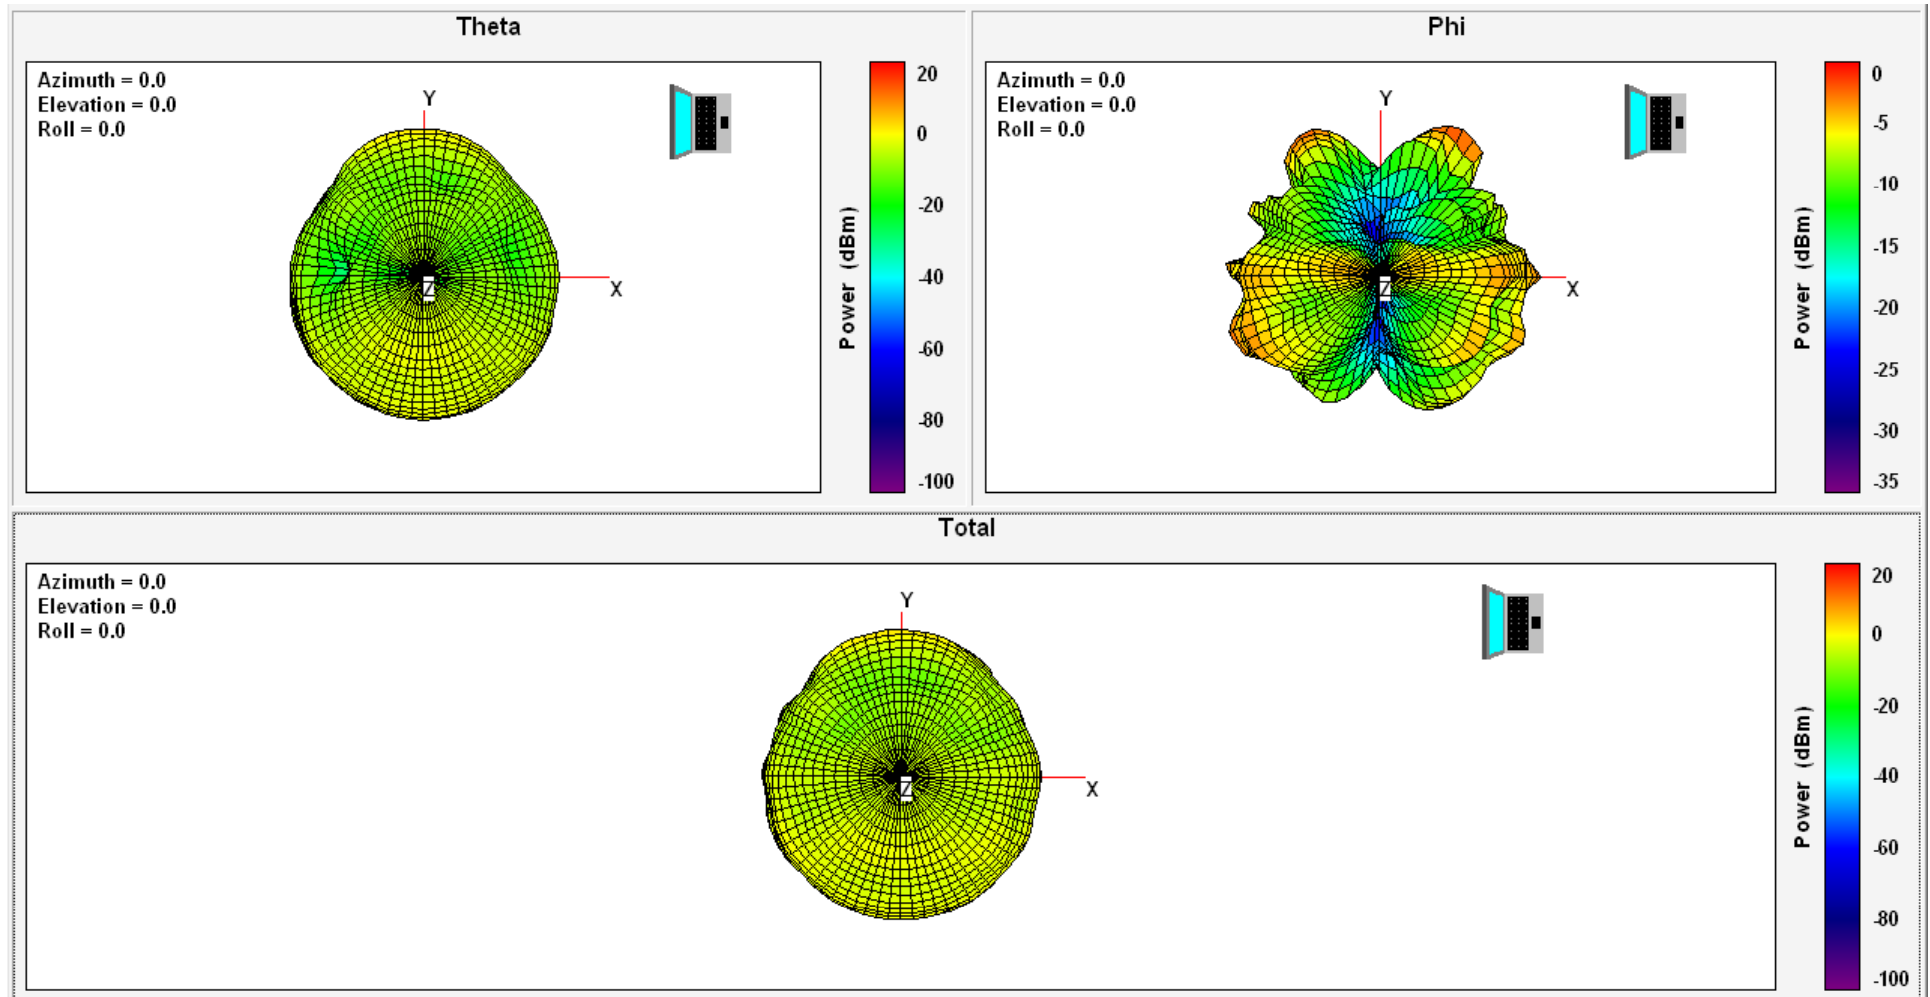 Theta
Azimuth = 0.0
Elevation = 0.0
Roll = 0.0
Y
X
Z
20
0
-20
-40
-60
-80
-100
Power (dBm)
Phi
Azimuth = 0.0
Elevation = 0.0
Roll = 0.0
Y
X
Z
0
-5
-10
-15
-20
-25
-30
-35
Power (dBm)
Total
Azimuth = 0.0
Elevation = 0.0
Roll = 0.0
Y
X
Z
20
0
-20
-40
-60
-80
-100
Power (dBm)